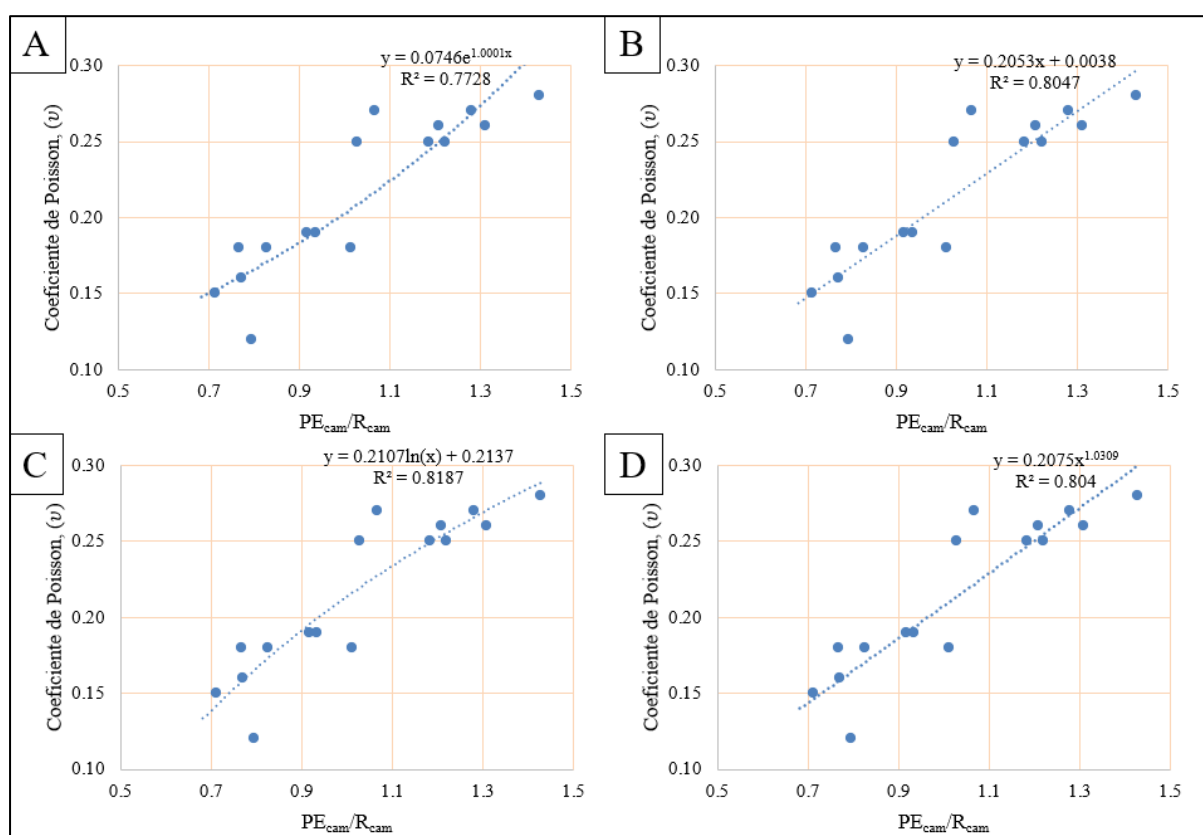 A
y = 0.0746e^1.0001x
R² = 0.7728
Coeficiente de Poisson, (υ)
0.30
0.25
0.20
0.15
0.10
0.5 0.7 0.9 1.1 1.3 1.5
PEcam/Rcam
B
y = 0.2053x + 0.0038
R² = 0.8047
Coeficiente de Poisson, (υ)
0.30
0.25
0.20
0.15
0.10
0.5 0.7 0.9 1.1 1.3 1.5
PEcam/Rcam
C
y = 0.2107ln(x) + 0.2137
R² = 0.8187
Coeficiente de Poisson, (υ)
0.30
0.25
0.20
0.15
0.10
0.5 0.7 0.9 1.1 1.3 1.5
PEcam/Rcam
D
y = 0.2075x^1.0309
R² = 0.804
Coeficiente de Poisson, (υ)
0.30
0.25
0.20
0.15
0.10
0.5 0.7 0.9 1.1 1.3 1.5
PEcam/Rcam